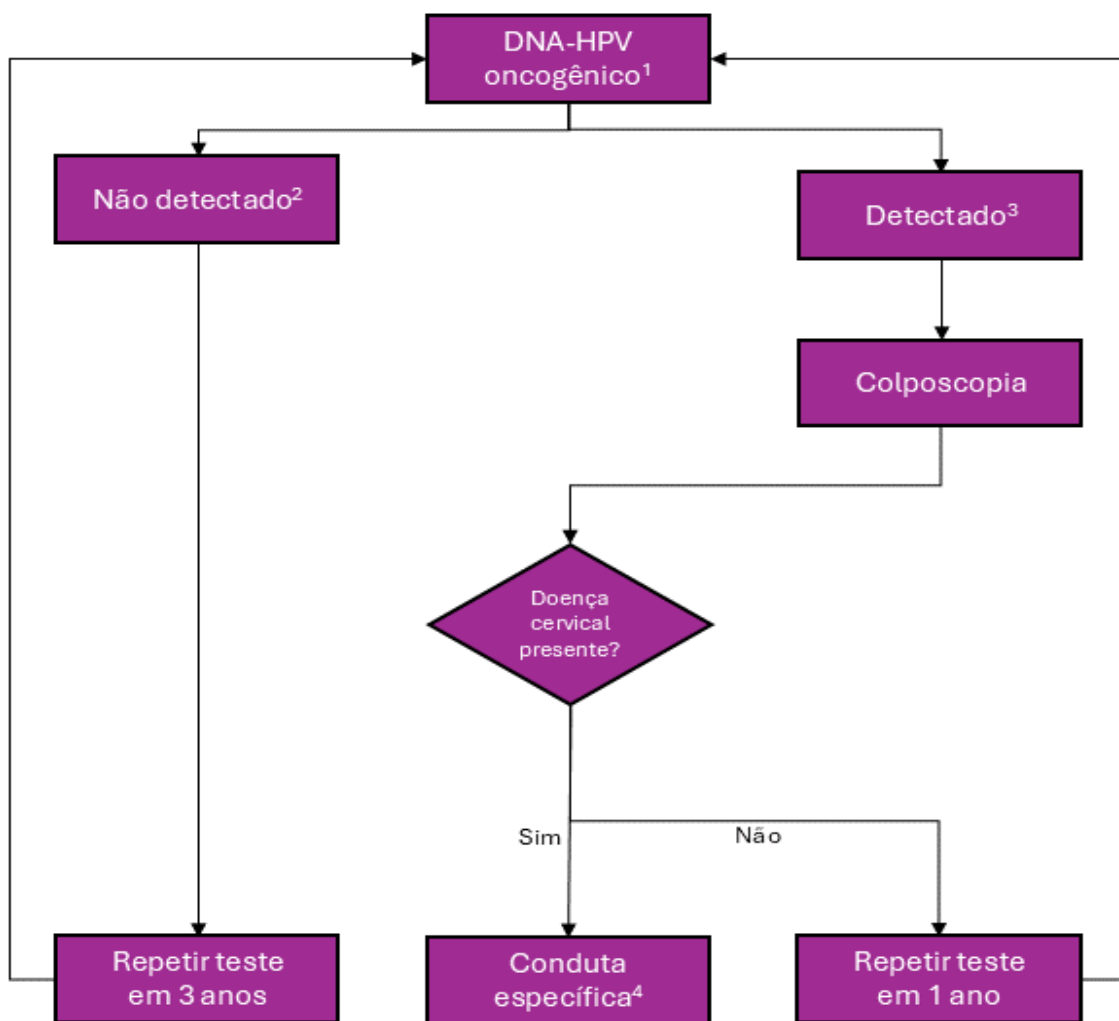 DNA-HPV
oncogênico¹
Não detectado²
Detectado³
Colposcopia
Doença
cervical
presente?
Sim
Não
Repetir teste
em 3 anos
Conduta
específica⁴
Repetir teste
em 1 ano